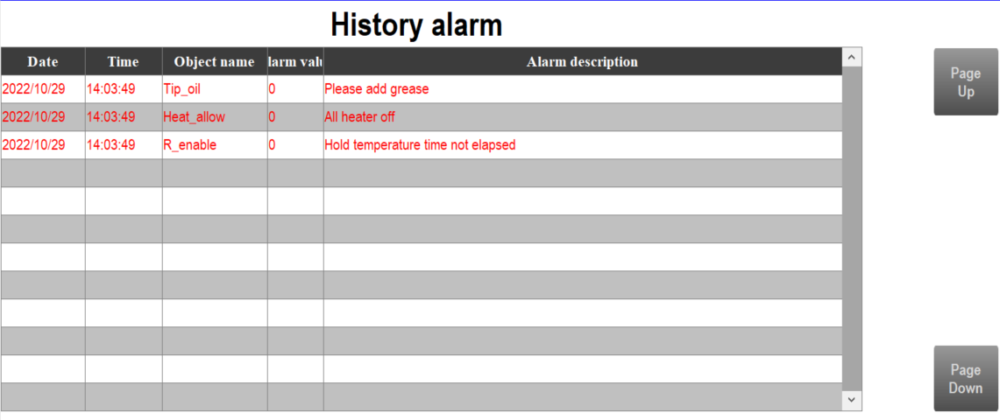 History alarm
Date Time Object name larm valu Alarm description
2022/10/29 14:03:49 Tip_oil 0 Please add grease
2022/10/29 14:03:49 Heat_allow 0 All heater off
2022/10/29 14:03:49 R_enable 0 Hold temperature time not elapsed
Page
Up
Page
Down